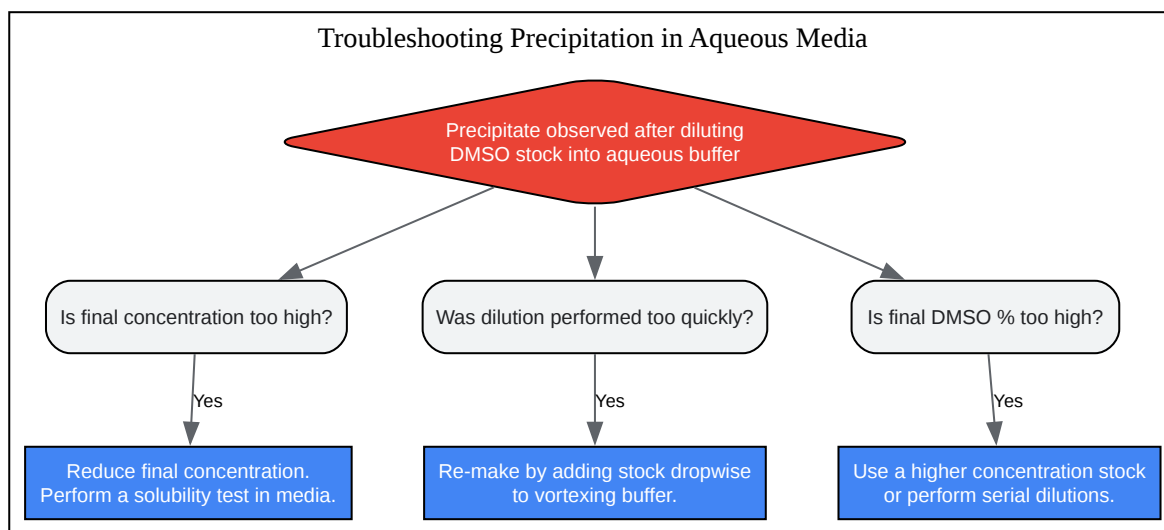 Troubleshooting Precipitation in Aqueous Media
Precipitate observed after diluting
DMSO stock into aqueous buffer
Is final concentration too high?
Was dilution performed too quickly?
Is final DMSO % too high?
Yes
Yes
Yes
Reduce final concentration.
Perform a solubility test in media.
Re-make by adding stock dropwise
to vortexing buffer.
Use a higher concentration stock
or perform serial dilutions.